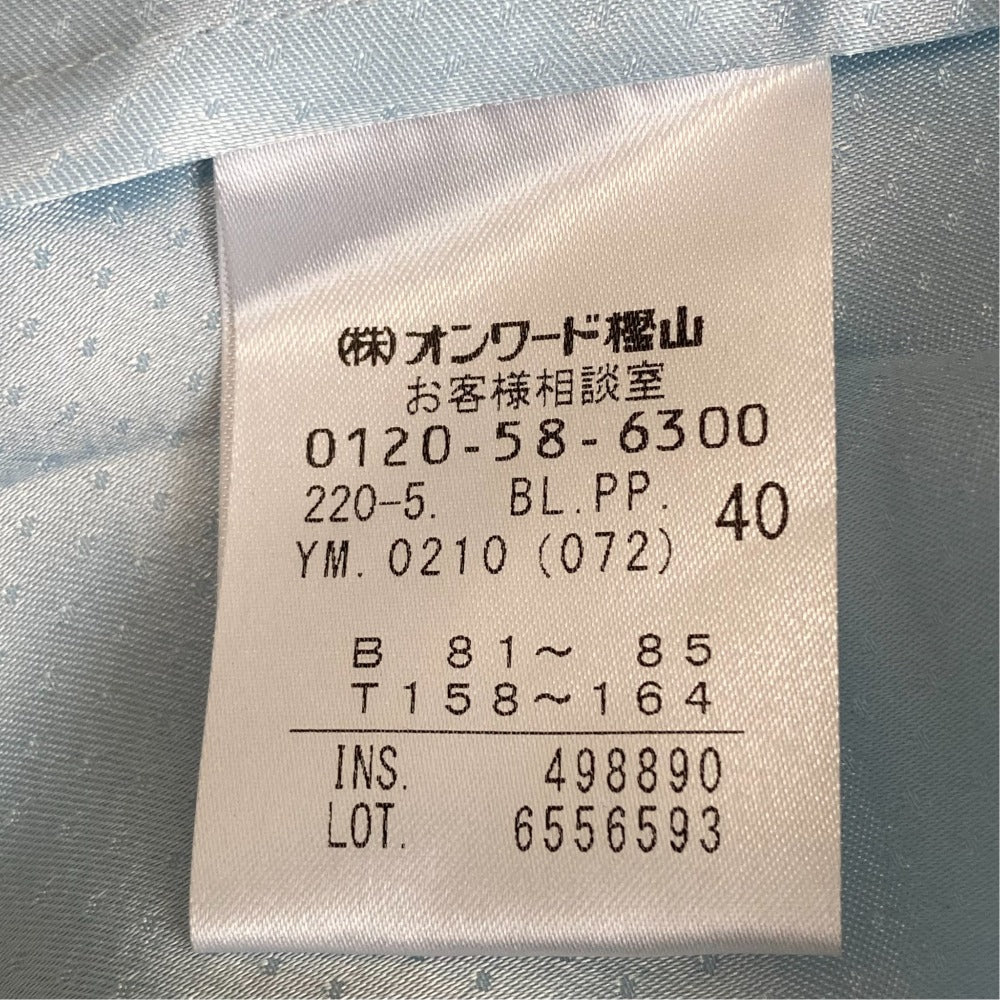 ㈱オンワード樫山
お客様相談室
0120-58-6300
220-5. BL.PP. 40
YM. 0210 (072)
B 81～ 85
T158～164
INS. 498890
LOT. 6556593